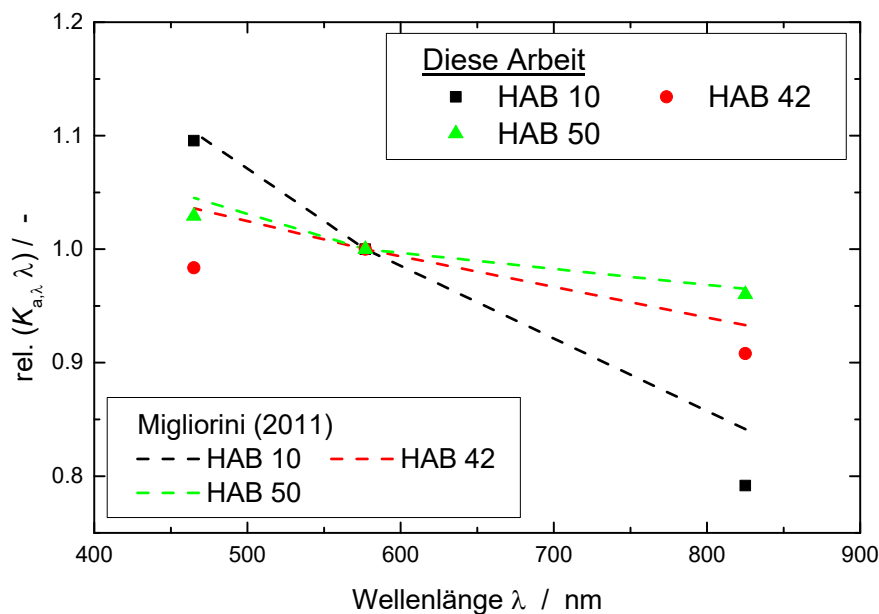 1.2
1.1
1.0
0.9
0.8
rel. (K a,λ λ) / -
Diese Arbeit
HAB 10 HAB 42
HAB 50
Migliorini (2011)
HAB 10 HAB 42
HAB 50
400 500 600 700 800 900
Wellenlänge λ / nm